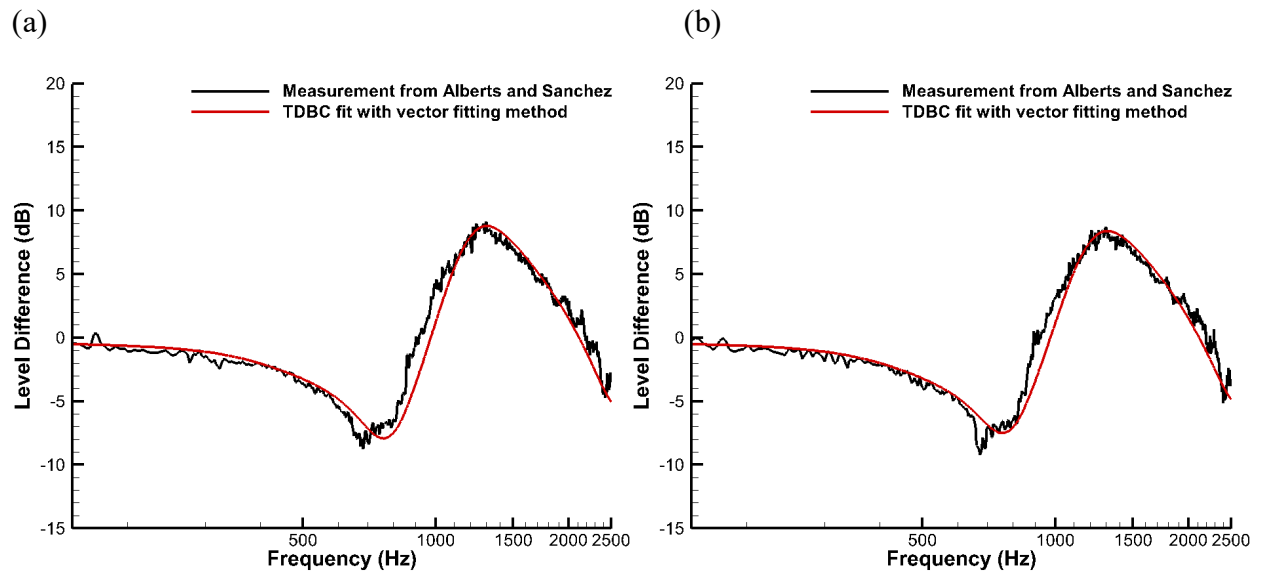 (a)
(b)
Measurement from Alberts and Sanchez
TDBC fit with vector fitting method
Level Difference (dB)
20
15
10
5
0
-5
-10
-15
500
1000
1500
2000
2500
Frequency (Hz)
Measurement from Alberts and Sanchez
TDBC fit with vector fitting method
Level Difference (dB)
20
15
10
5
0
-5
-10
-15
500
1000
1500
2000
2500
Frequency (Hz)